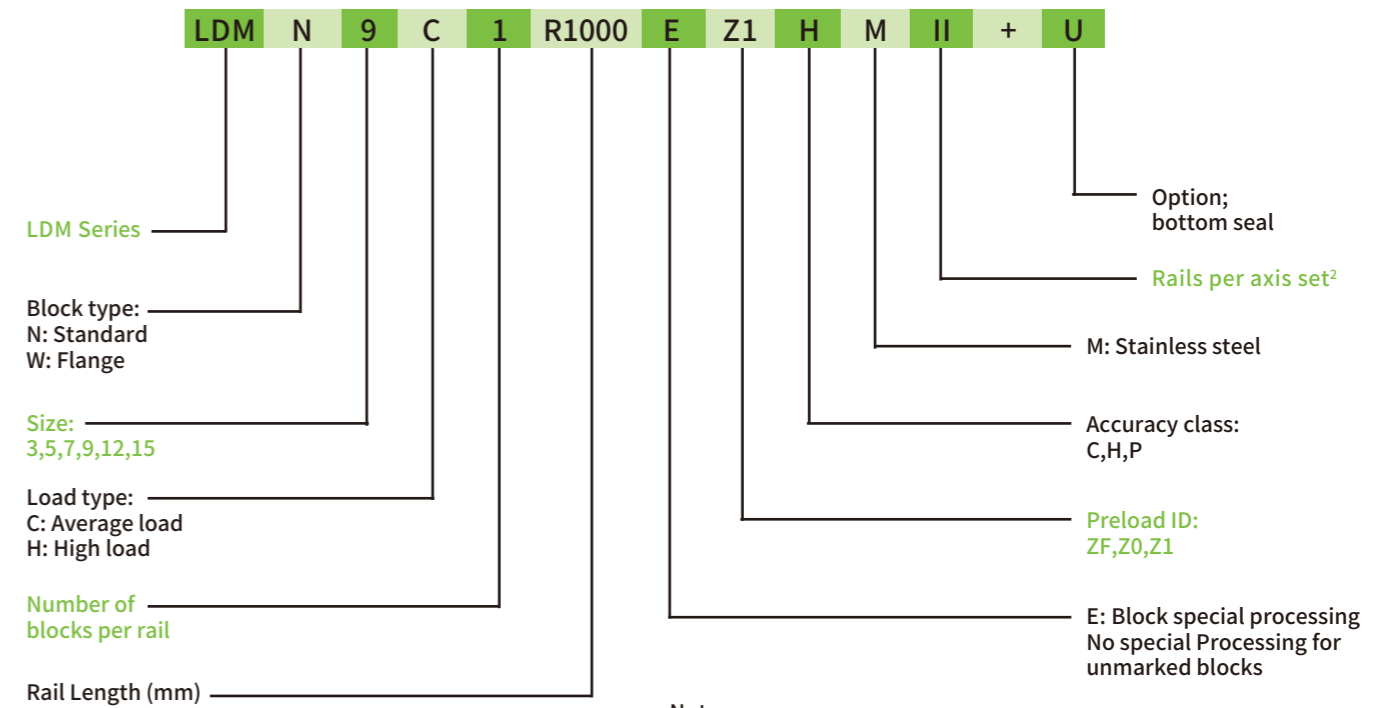 LDM N 9 C 1 R1000 E Z1 H M II + U
LDM Series
Block type:
N: Standard
W: Flange
Size:
3,5,7,9,12,15
Load type:
C: Average load
H: High load
Number of
blocks per rail
Rail Length (mm)
Option;
bottom seal
Rails per axis set²
M: Stainless steel
Accuracy class:
C,H,P
Preload ID:
ZF,Z0,Z1
E: Block special processing
No special Processing for
unmarked blocks